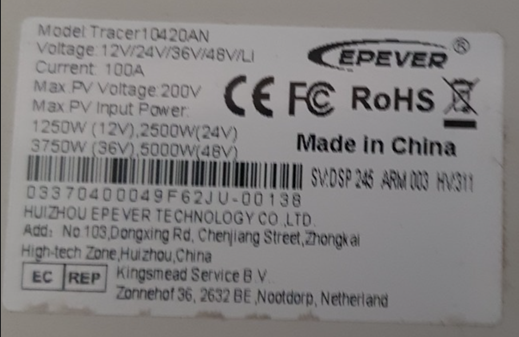 Model:Tracer10420AN
Voltage: 12V/24V/36V/48V/LI
Current: 100A
Max.PV Voltage:200V
Max.PV Input Power:
1250W (12V),2500W(24V)
3750W (36V),5000W(48V)
EPEVER®
CE FC RoHS
Made in China
SV:DSP 245 ARM 003 HV:311
03370400049F62JU-00138
HUIZHOU EPEVER TECHNOLOGY CO.,LTD.
Add: No 103,Dongxing Rd, Chenjiang Street,Zhongkai
High-tech Zone,Huizhou,China
EC REP Kingsmead Service B.V.
Zonnehof 36, 2632 BE ,Nootdorp, Netherland